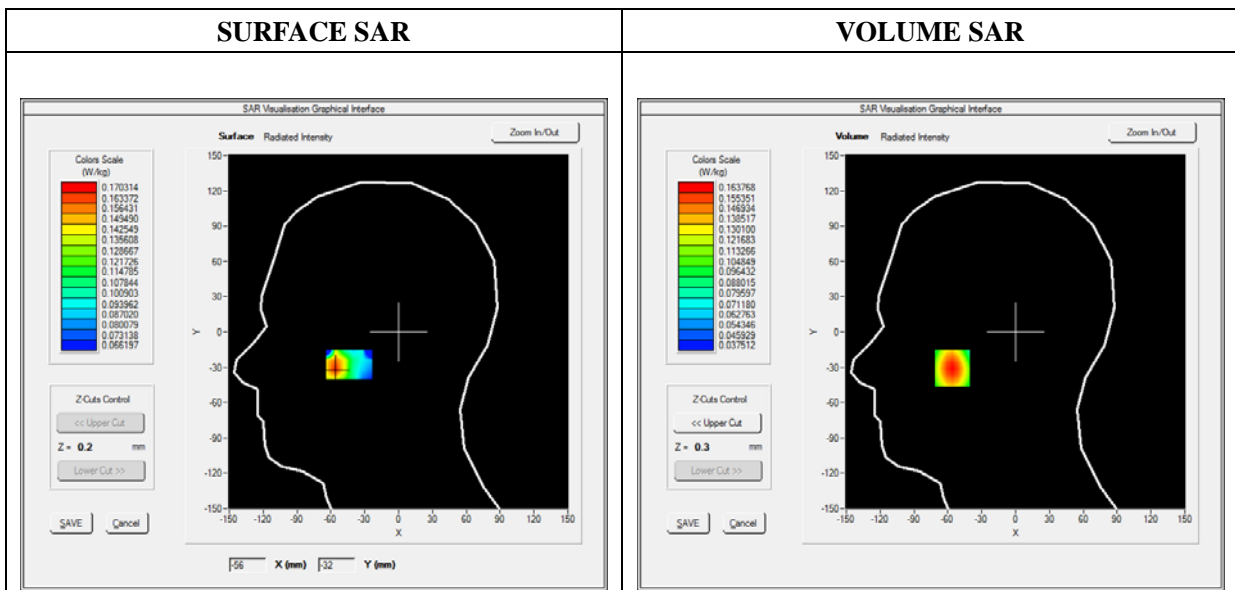 SURFACE SAR
VOLUME SAR
SAR Visualisation Graphical Interface
Surface Radiated Intensity
Zoom In/Out
Colors Scale
(W/kg)
0.170314
0.163372
0.156431
0.149490
0.142549
0.135608
0.128667
0.121726
0.114785
0.107844
0.100903
0.093962
0.087020
0.080079
0.073138
0.066197
150
120
90
60
30
0
-30
-60
-90
-120
-150
Y
-150 -120 -90 -60 -30 0 30 60 90 120 150
X
Z-Cuts Control
<< Upper Cut
Z = 0.2 mm
Lower Cut >>
SAVE Cancel
-56 X (mm) -32 Y (mm)
SAR Visualisation Graphical Interface
Volume Radiated Intensity
Zoom In/Out
Colors Scale
(W/kg)
0.163768
0.155351
0.146934
0.138517
0.130100
0.121683
0.113266
0.104849
0.096432
0.088015
0.079597
0.071180
0.062763
0.054346
0.045929
0.037512
150
120
90
60
30
0
-30
-60
-90
-120
-150
Y
-150 -120 -90 -60 -30 0 30 60 90 120 150
X
Z-Cuts Control
<< Upper Cut
Z = 0.3 mm
Lower Cut >>
SAVE Cancel